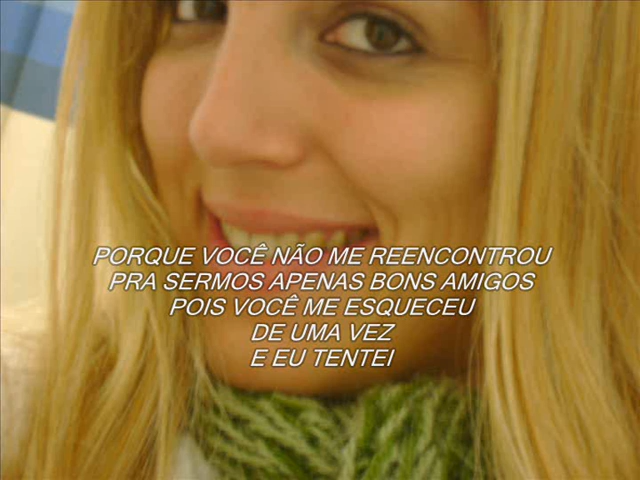 PORQUE VOCÊ NÃO ME REENCONTROU
PRA SERMOS APENAS BONS AMIGOS
POIS VOCÊ ME ESQUECEU
DE UMA VEZ
E EU TENTEI